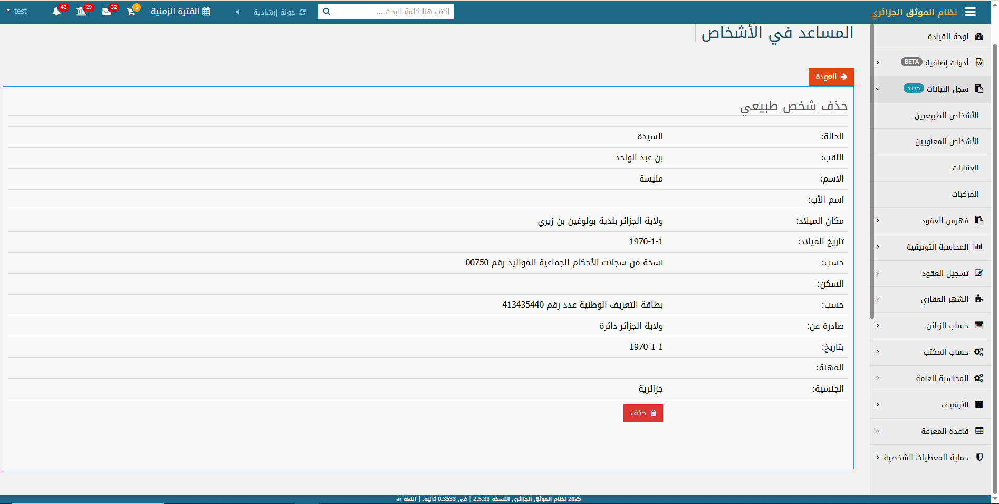 نظام الموثق الجزائري
اكتب هنا كلمة البحث ...
جولة إرشادية
الفترة الزمنية
5
32
29
42
test
لوحة القيادة
أدوات إضافية BETA
سجل البيانات جديد
الأشخاص الطبيعيين
الأشخاص المعنويين
العقارات
المركبات
فهرس العقود
المحاسبة التوثيقية
تسجيل العقود
الشهر العقاري
حساب الزبائن
حساب المكتب
المحاسبة العامة
الأرشيف
قاعدة المعرفة
حماية المعطيات الشخصية
المساعد في الأشخاص
العودة
حذف شخص طبيعي
الحالة: السيدة
اللقب: بن عبد الواحد
الاسم: مليسة
اسم الأب:
مكان الميلاد: ولاية الجزائر بلدية بولوغين بن زيري
تاريخ الميلاد: 1970-1-1
حسب: نسخة من سجلات الأحكام الجماعية للمواليد رقم 00750
السكن:
حسب: بطاقة التعريف الوطنية عدد رقم 413435440
صادرة عن: ولاية الجزائر دائرة
بتاريخ: 1970-1-1
المهنة:
الجنسية: جزائرية
حذف
2025 نظام الموثق الجزائري النسخة 2.5.33 | في 0.3533 ثانية. | اللغة ar